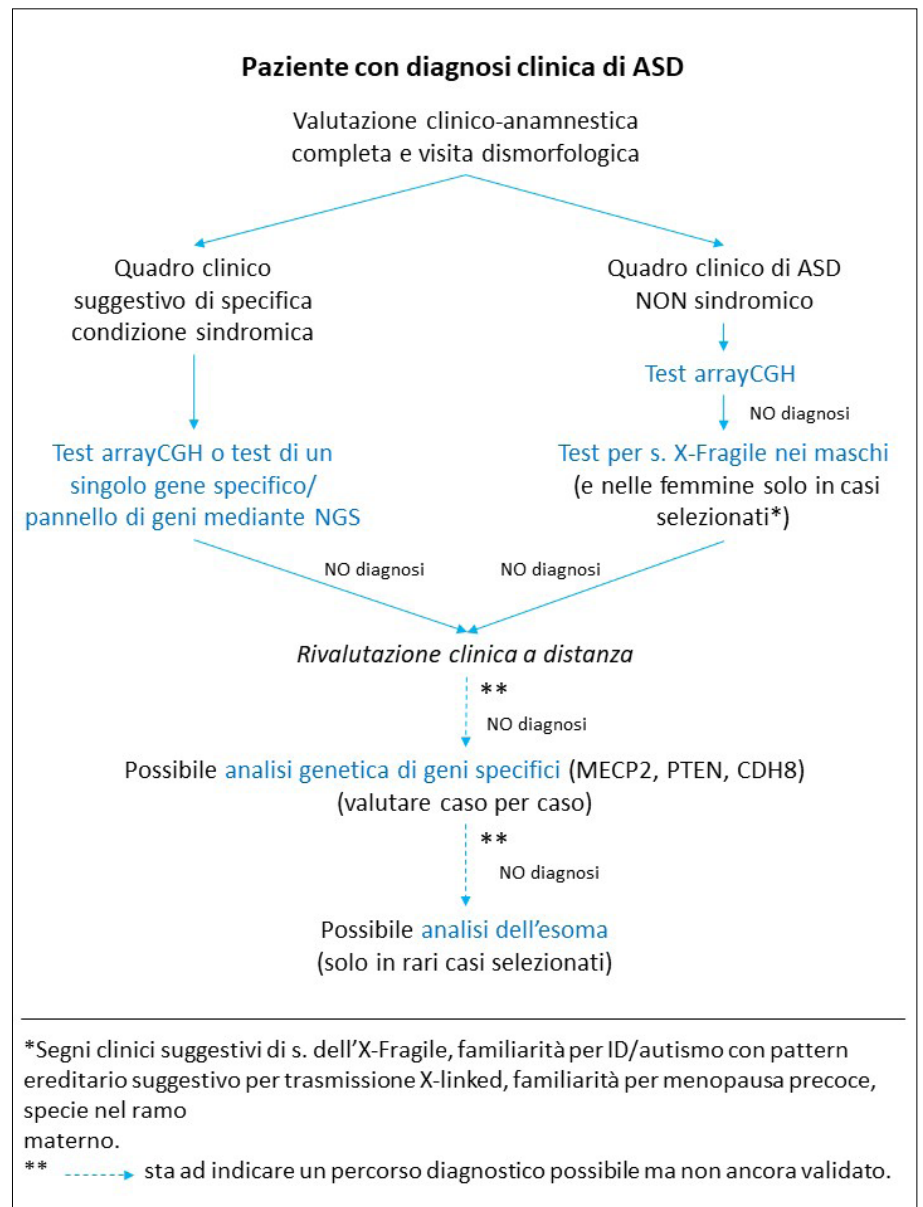 Paziente con diagnosi clinica di ASD
Valutazione clinico-anamnestica
completa e visita dismorfologica
Quadro clinico
suggestivo di specifica
condizione sindromica
Quadro clinico di ASD
NON sindromico
Test arrayCGH
NO diagnosi
Test arrayCGH o test di un
singolo gene specifico/
pannello di geni mediante NGS
Test per s. X-Fragile nei maschi
(e nelle femmine solo in casi
selezionati*)
NO diagnosi
NO diagnosi
Rivalutazione clinica a distanza
**
NO diagnosi
Possibile analisi genetica di geni specifici (MECP2, PTEN, CDH8)
(valutare caso per caso)
**
NO diagnosi
Possibile analisi dell'esoma
(solo in rari casi selezionati)
*Segni clinici suggestivi di s. dell'X-Fragile, familiarità per ID/autismo con pattern
ereditario suggestivo per trasmissione X-linked, familiarità per menopausa precoce,
specie nel ramo
materno.
** sta ad indicare un percorso diagnostico possibile ma non ancora validato.